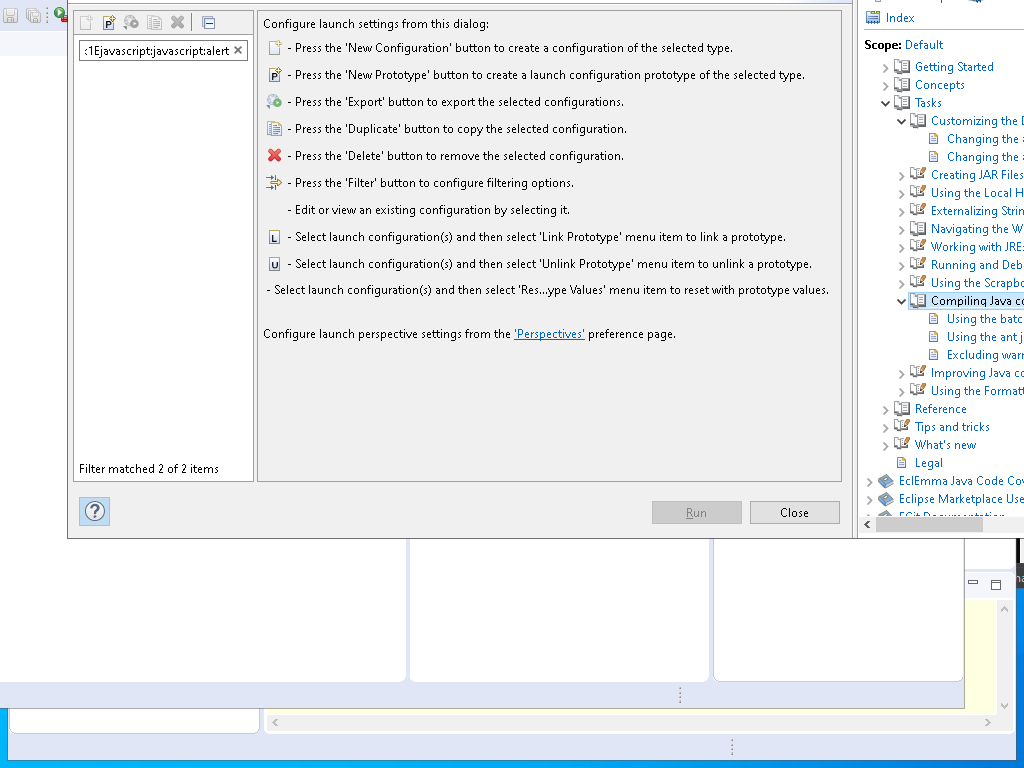 :1Ejavascript:javascript:alert
Filter matched 2 of 2 items
Configure launch settings from this dialog:
- Press the 'New Configuration' button to create a configuration of the selected type.
P - Press the 'New Prototype' button to create a launch configuration prototype of the selected type.
- Press the 'Export' button to export the selected configurations.
- Press the 'Duplicate' button to copy the selected configuration.
- Press the 'Delete' button to remove the selected configuration.
- Press the 'Filter' button to configure filtering options.
- Edit or view an existing configuration by selecting it.
L - Select launch configuration(s) and then select 'Link Prototype' menu item to link a prototype.
U - Select launch configuration(s) and then select 'Unlink Prototype' menu item to unlink a prototype.
- Select launch configuration(s) and then select 'Res...ype Values' menu item to reset with prototype values.
Configure launch perspective settings from the 'Perspectives' preference page.
Run
Close
Index
Scope: Default
Getting Started
Concepts
Tasks
Customizing the D
Changing the a
Changing the a
Creating JAR Files
Using the Local H
Externalizing Strin
Navigating the W
Working with JREs
Running and Deb
Using the Scrapbo
Compiling Java co
Using the batc
Using the ant j
Excluding warn
Improving Java co
Using the Formatt
Reference
Tips and tricks
What's new
Legal
EclEmma Java Code Cov
Eclipse Marketplace Use
EGit Documentation